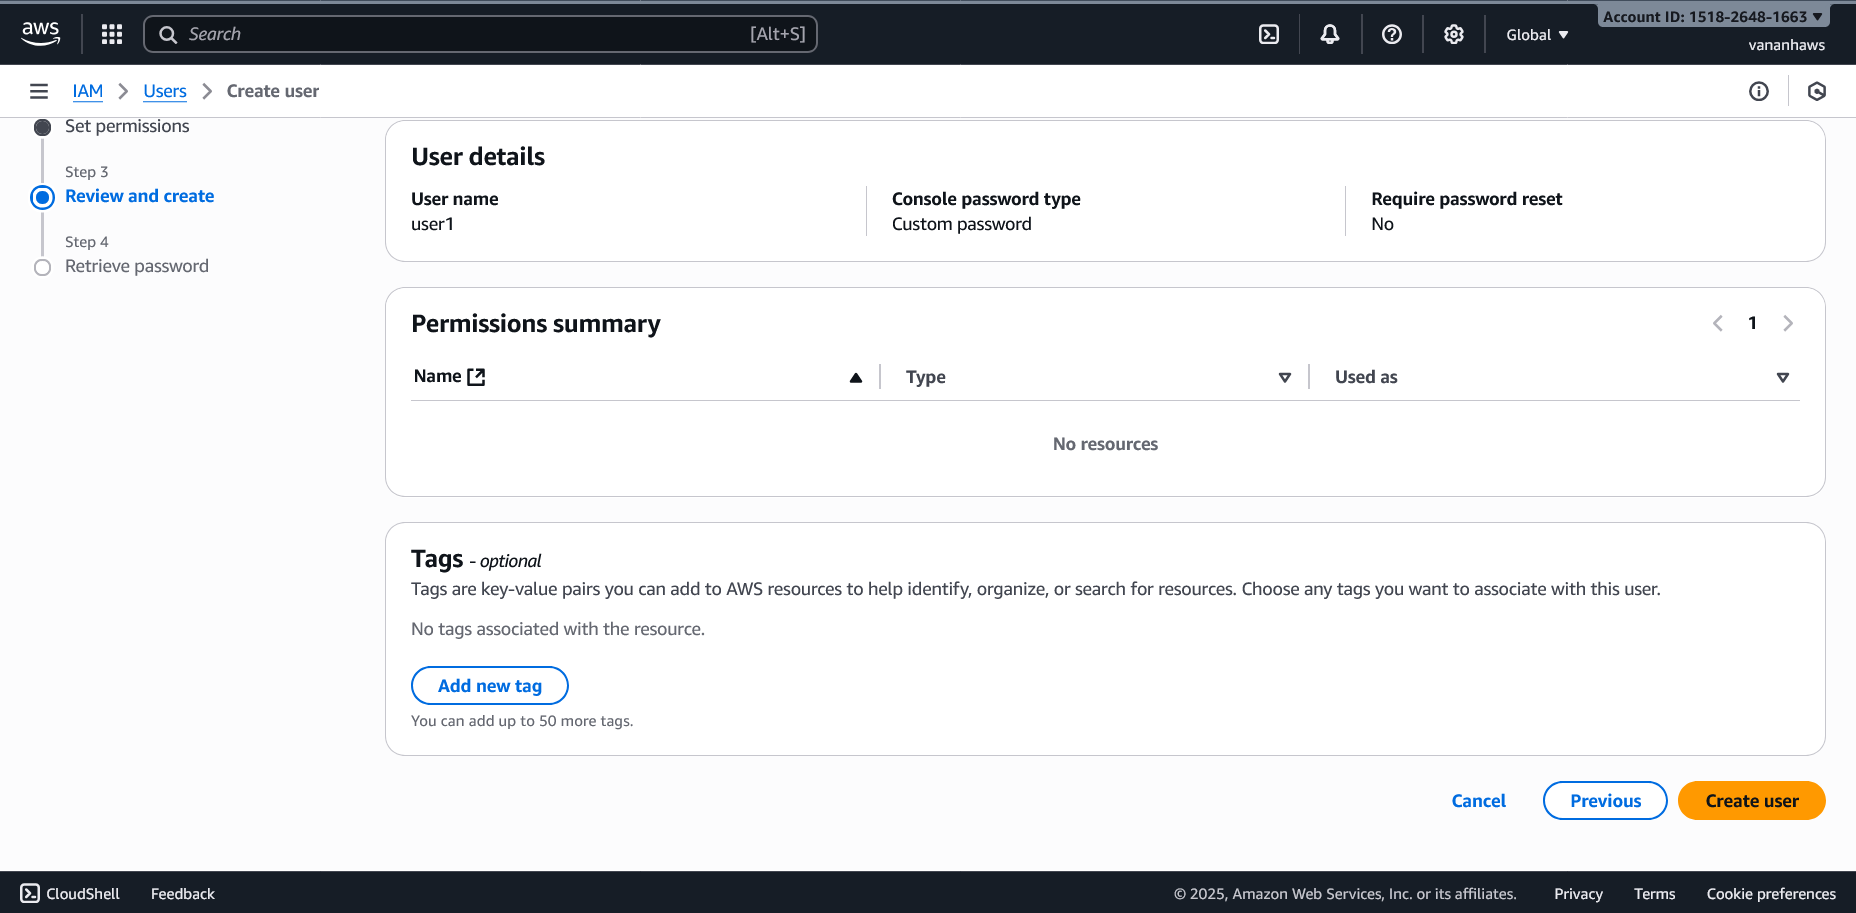 aws
Search [Alt+S]
Global ▼
Account ID: 1518-2648-1663 ▼
vananhaws
IAM > Users > Create user
Set permissions
Step 3
Review and create
Step 4
Retrieve password
User details
User name
user1
Console password type
Custom password
Require password reset
No
Permissions summary
1
Name
Type
Used as
No resources
Tags - optional
Tags are key-value pairs you can add to AWS resources to help identify, organize, or search for resources. Choose any tags you want to associate with this user.
No tags associated with the resource.
Add new tag
You can add up to 50 more tags.
Cancel Previous Create user
CloudShell Feedback © 2025, Amazon Web Services, Inc. or its affiliates. Privacy Terms Cookie preferences